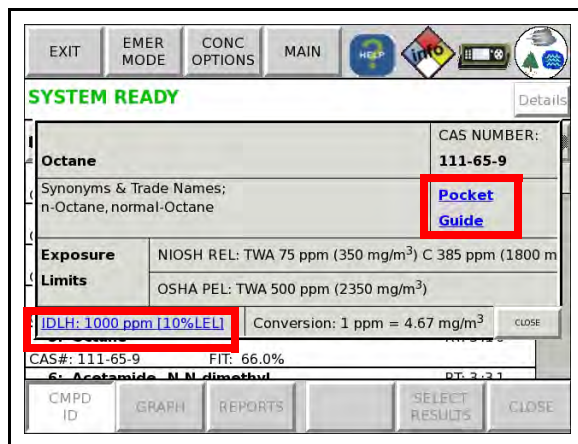 EXIT
EMER
MODE
CONC
OPTIONS
MAIN
HELP
info
SYSTEM READY
Details
Octane
CAS NUMBER:
111-65-9
Synonyms & Trade Names;
n-Octane, normal-Octane
Pocket
Guide
Exposure
Limits
NIOSH REL: TWA 75 ppm (350 mg/m³) C 385 ppm (1800 m
OSHA PEL: TWA 500 ppm (2350 mg/m³)
IDLH: 1000 ppm [10%LEL]
Conversion: 1 ppm = 4.67 mg/m³
CLOSE
CAS#: 111-65-9
FIT: 66.0%
6: Acetamide, N,N-dimethyl
RT: 3:31
CMPD
ID
GRAPH
REPORTS
SELECT
RESULTS
CLOSE